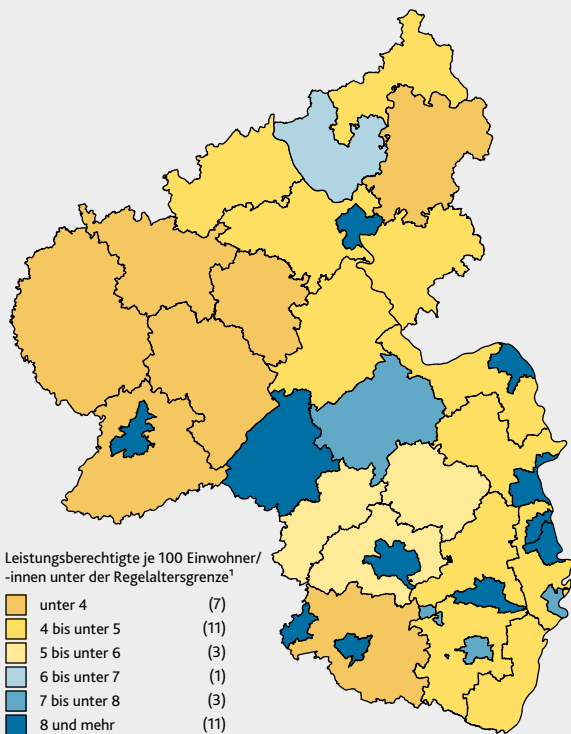 Leistungsberechtigte je 100 Einwohner/
-innen unter der Regelaltersgrenze¹
unter 4 (7)
4 bis unter 5 (11)
5 bis unter 6 (3)
6 bis unter 7 (1)
7 bis unter 8 (3)
8 und mehr (11)